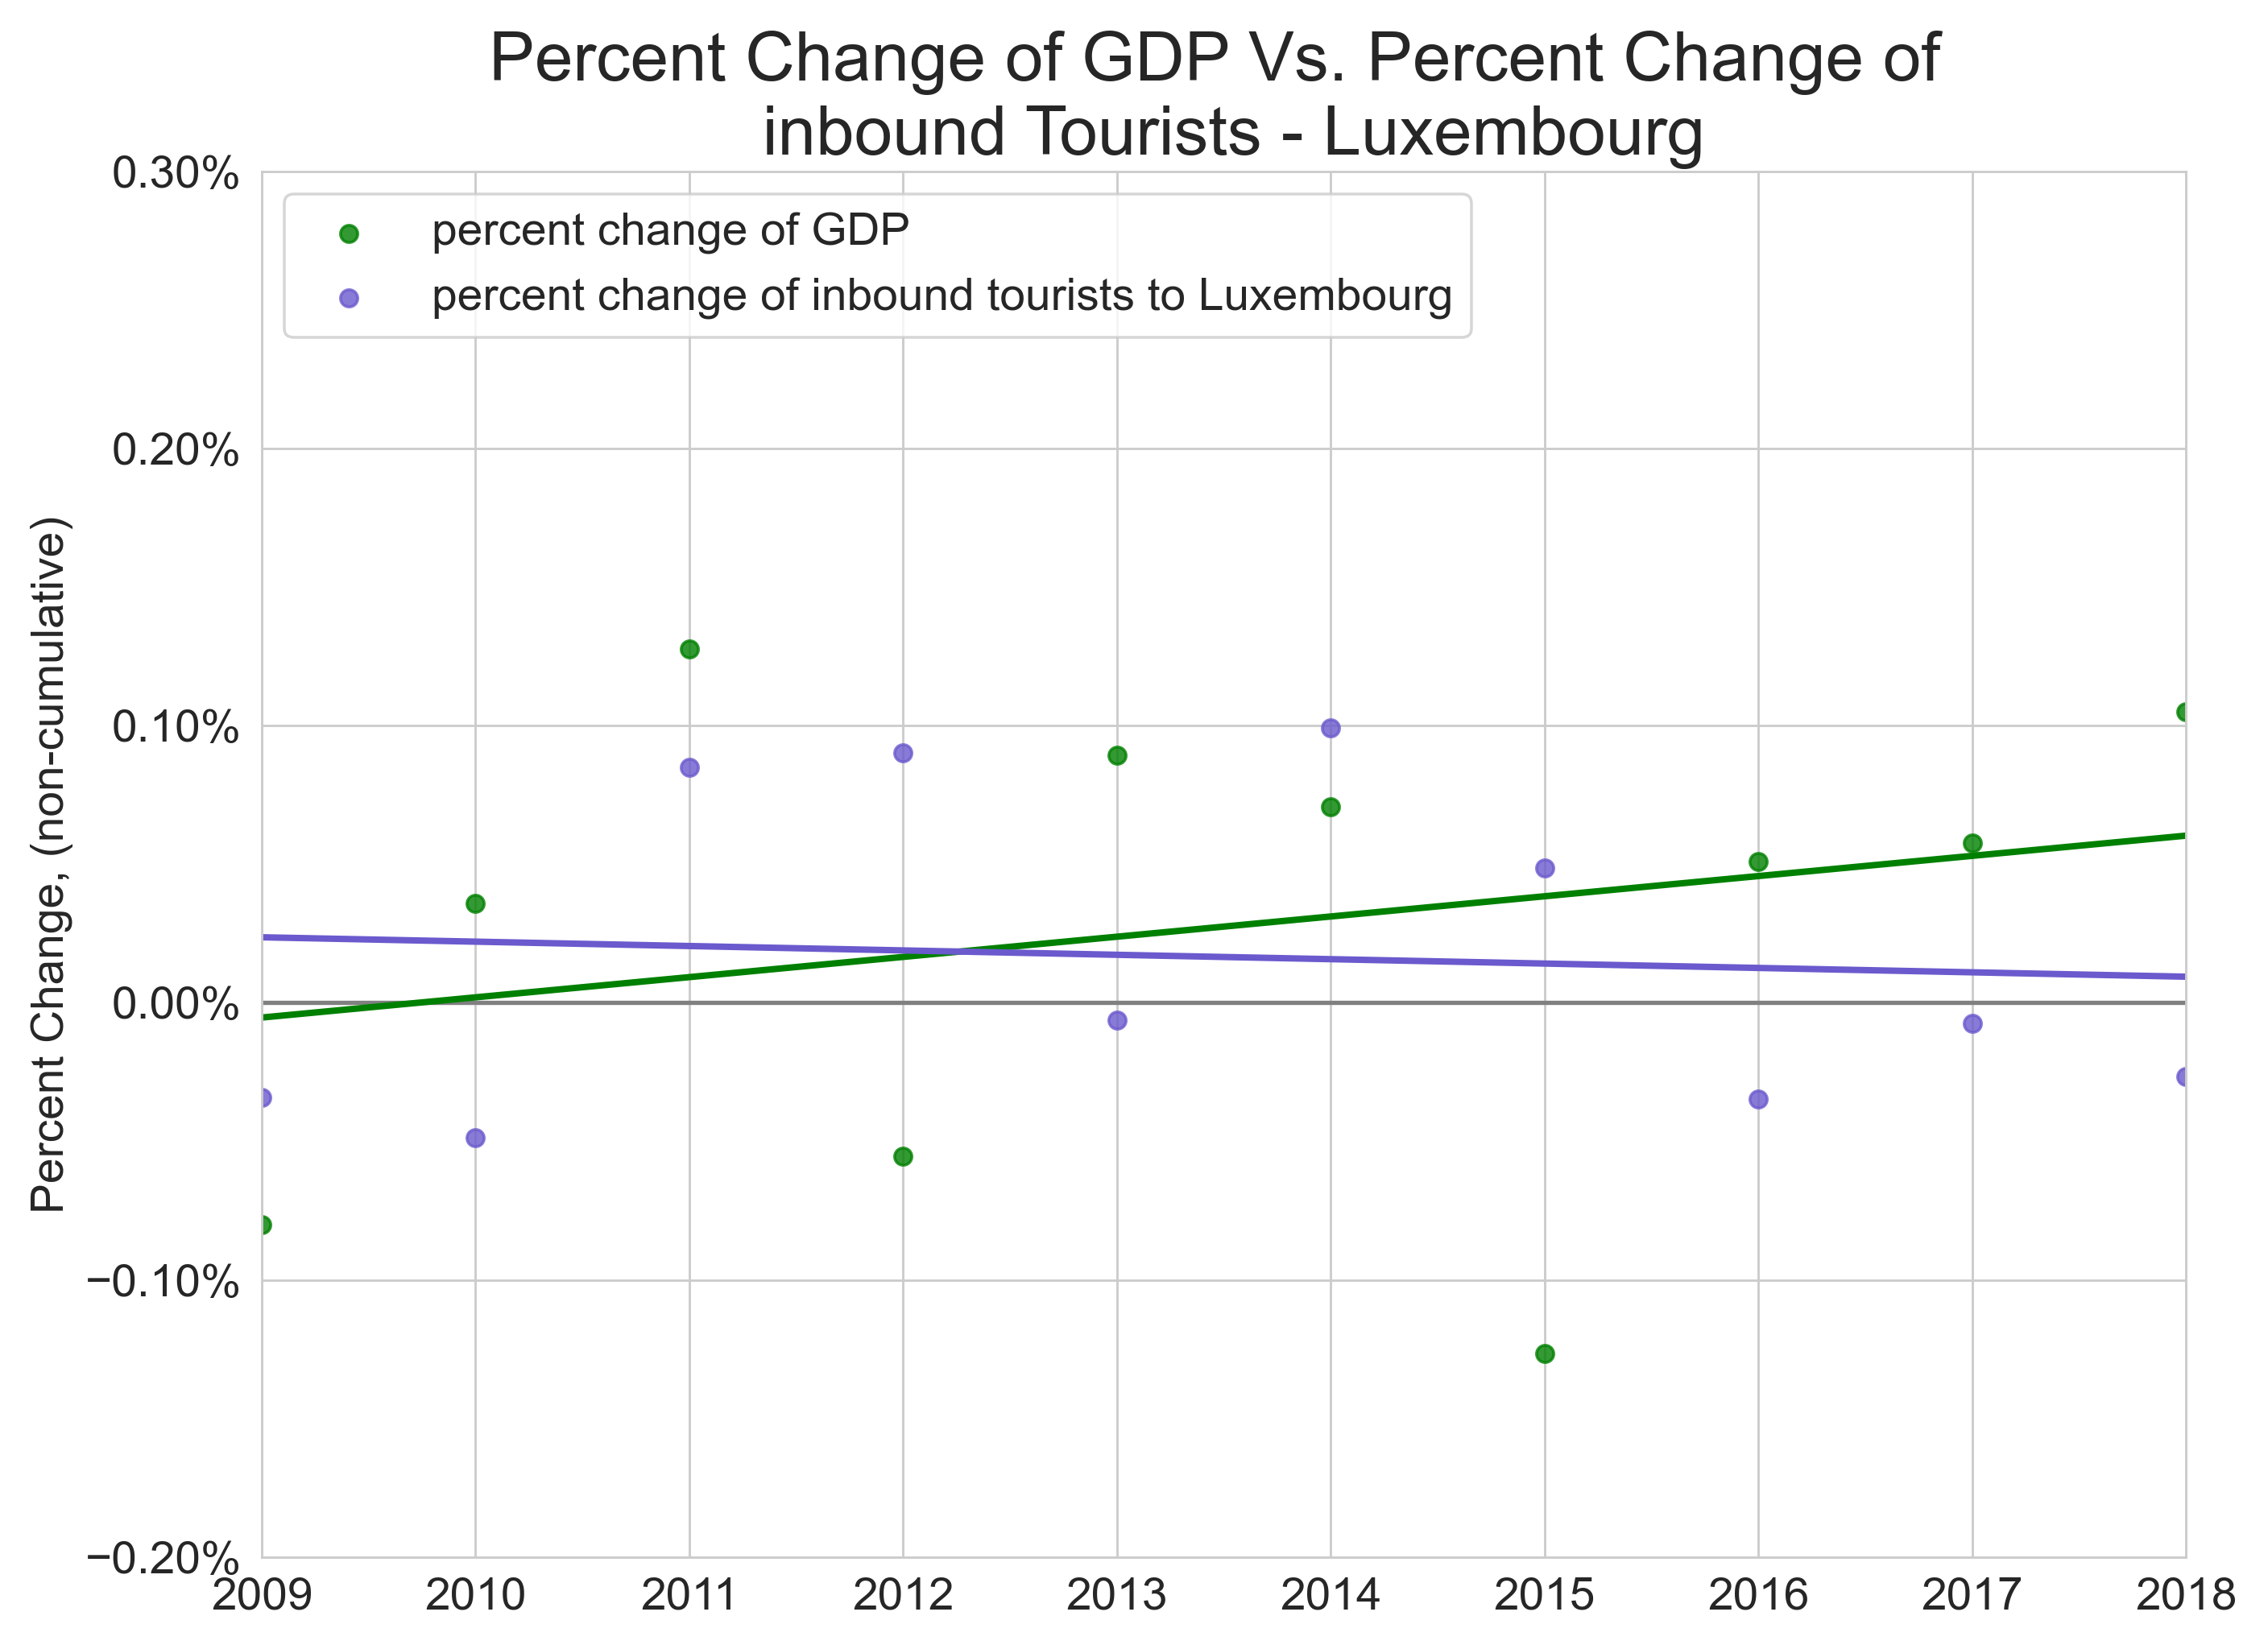 Percent Change of GDP Vs. Percent Change of
inbound Tourists - Luxembourg
percent change of GDP
percent change of inbound tourists to Luxembourg
Percent Change, (non-cumulative)
0.30%
0.20%
0.10%
0.00%
−0.10%
−0.20%
2009 2010 2011 2012 2013 2014 2015 2016 2017 2018